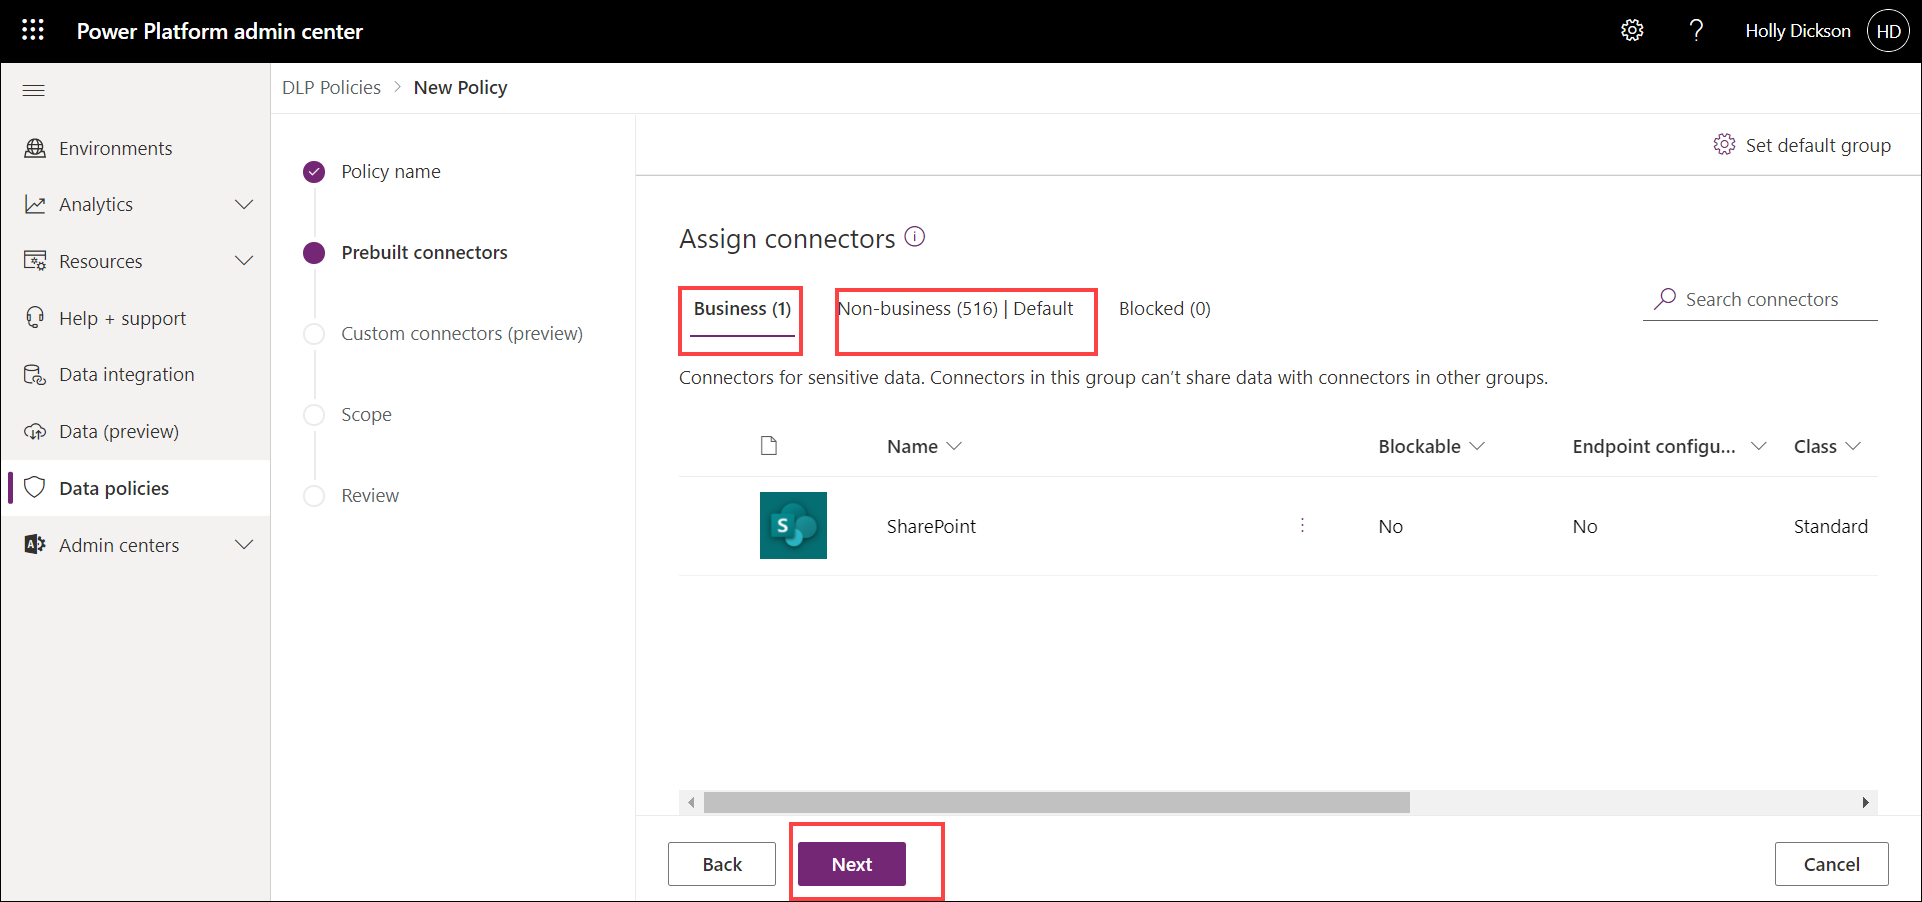 Power Platform admin center
Holly Dickson
HD
DLP Policies > New Policy
Environments
Analytics
Resources
Help + support
Data integration
Data (preview)
Data policies
Admin centers
Policy name
Prebuilt connectors
Custom connectors (preview)
Scope
Review
Set default group
Assign connectors
Business (1)
Non-business (516) | Default
Blocked (0)
Search connectors
Connectors for sensitive data. Connectors in this group can’t share data with connectors in other groups.
Name
Blockable
Endpoint configu...
Class
S
SharePoint
No
No
Standard
Back
Next
Cancel